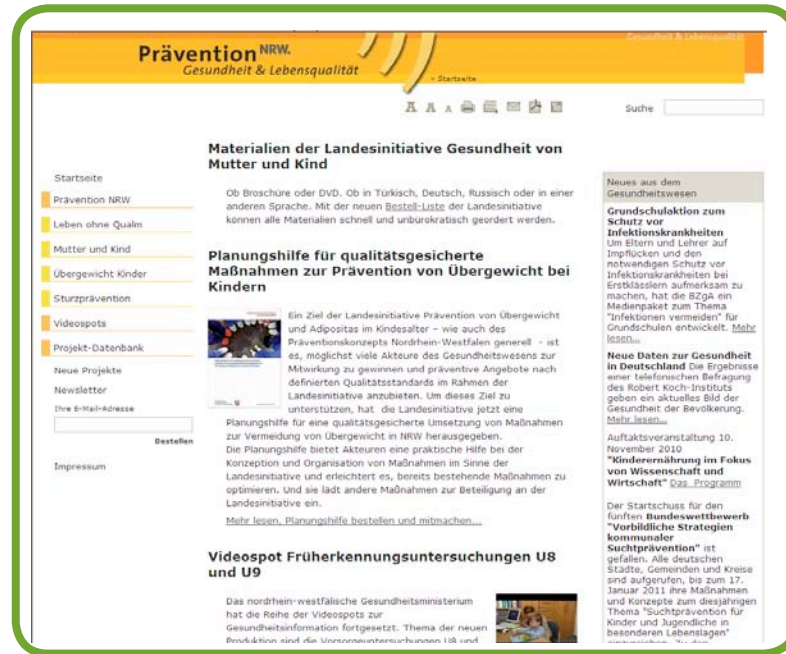 Gesundheit & Lebensqualität
Prävention NRW.
Gesundheit & Lebensqualität
> Startseite
A A A
Suche
Startseite
Prävention NRW
Leben ohne Qualm
Mutter und Kind
Übergewicht Kinder
Sturzprävention
Videospots
Projekt-Datenbank
Neue Projekte
Newsletter
Ihre E-Mail-Adresse
Bestellen
Impressum
Materialien der Landesinitiative Gesundheit von
Mutter und Kind
Ob Broschüre oder DVD. Ob in Türkisch, Deutsch, Russisch oder in einer
anderen Sprache. Mit der neuen Bestell-Liste der Landesinitiative
können alle Materialien schnell und unbürokratisch geordert werden.
Planungshilfe für qualitätsgesicherte
Maßnahmen zur Prävention von Übergewicht bei
Kindern
Ein Ziel der Landesinitiative Prävention von Übergewicht
und Adipositas im Kindesalter – wie auch des
Präventionskonzepts Nordrhein-Westfalen generell - ist
es, möglichst viele Akteure des Gesundheitswesens zur
Mitwirkung zu gewinnen und präventive Angebote nach
definierten Qualitätsstandards im Rahmen der
Landesinitiative anzubieten. Um dieses Ziel zu
unterstützen, hat die Landesinitiative jetzt eine
Planungshilfe für eine qualitätsgesicherte Umsetzung von Maßnahmen
zur Vermeidung von Übergewicht in NRW herausgegeben.
Die Planungshilfe bietet Akteuren eine praktische Hilfe bei der
Konzeption und Organisation von Maßnahmen im Sinne der
Landesinitiative und erleichtert es, bereits bestehende Maßnahmen zu
optimieren. Und sie lädt andere Maßnahmen zur Beteiligung an der
Landesinitiative ein.
Mehr lesen, Planungshilfe bestellen und mitmachen...
Videospot Früherkennungsuntersuchungen U8
und U9
Das nordrhein-westfälische Gesundheitsministerium
hat die Reihe der Videospots zur
Gesundheitsinformation fortgesetzt. Thema der neuen
Produktion sind die Vorsorgeuntersuchungen U8 und
Neues aus dem
Gesundheitswesen
Grundschulaktion zum
Schutz vor
Infektionskrankheiten
Um Eltern und Lehrer auf
Impflücken und den
notwendigen Schutz vor
Infektionskrankheiten bei
Erstklässlern aufmerksam zu
machen, hat die BZgA ein
Medienpaket zum Thema
"Infektionen vermeiden" für
Grundschulen entwickelt. Mehr
lesen...
Neue Daten zur Gesundheit
in Deutschland Die Ergebnisse
einer telefonischen Befragung
des Robert Koch-Instituts
geben ein aktuelles Bild der
Gesundheit der Bevölkerung.
Mehr lesen...
Auftaktsveranstaltung 10.
November 2010
"Kinderernährung im Fokus
von Wissenschaft und
Wirtschaft" Das Programm
Der Startschuss für den
fünften Bundeswettbewerb
"Vorbildliche Strategien
kommunaler
Suchtprävention" ist
gefallen. Alle deutschen
Städte, Gemeinden und Kreise
sind aufgerufen, bis zum 17.
Januar 2011 ihre Maßnahmen
und Konzepte zum diesjährigen
Thema "Suchtprävention für
Kinder und Jugendliche in
besonderen Lebenslagen"
einzureichen. Zu den